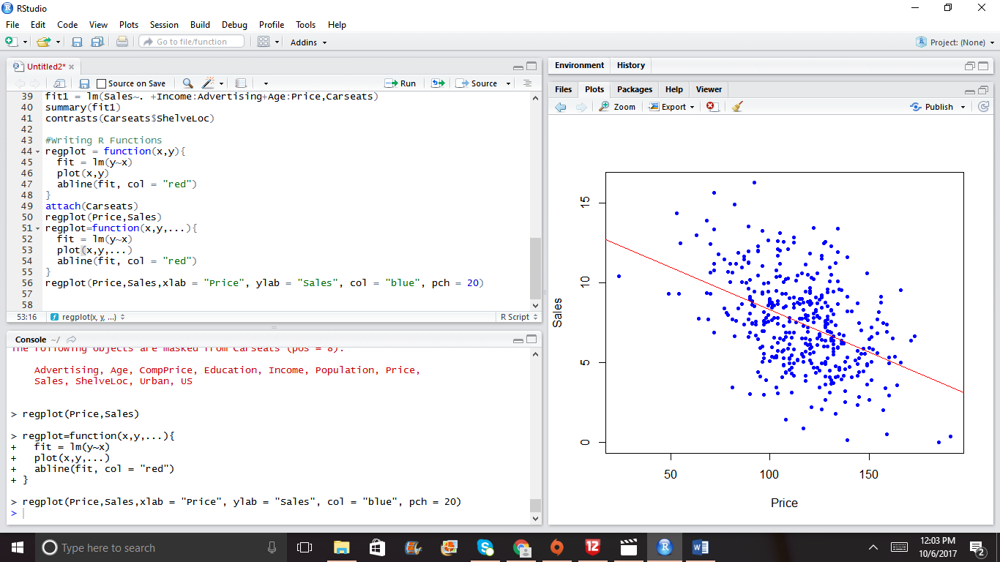 RStudio
File Edit Code View Plots Session Build Debug Profile Tools Help
Go to file/function Addins Project: (None)
Untitled2*
Source on Save Run Source
39 fit1 = lm(Sales~. +Income:Advertising+Age:Price,Carseats)
40 summary(fit1)
41 contrasts(Carseats$ShelveLoc)
42
43 #Writing R Functions
44 regplot = function(x,y){
45 fit = lm(y~x)
46 plot(x,y)
47 abline(fit, col = "red")
48 }
49 attach(Carseats)
50 regplot(Price,Sales)
51 regplot=function(x,y,...){
52 fit = lm(y~x)
53 plot(x,y,...)
54 abline(fit, col = "red")
55 }
56 regplot(Price,Sales,xlab = "Price", ylab = "Sales", col = "blue", pch = 20)
57
58
53:16 regplot(x, y, ...) R Script
Console ~/
The following objects are masked from Carseats (pos = 8):
Advertising, Age, CompPrice, Education, Income, Population, Price,
Sales, ShelveLoc, Urban, US
> regplot(Price,Sales)
> regplot=function(x,y,...){
+ fit = lm(y~x)
+ plot(x,y,...)
+ abline(fit, col = "red")
+ }
> regplot(Price,Sales,xlab = "Price", ylab = "Sales", col = "blue", pch = 20)
>
Environment History
Files Plots Packages Help Viewer
Zoom Export Publish
15
10
5
0
Sales
50 100 150
Price
Type here to search
12
R
W
12:03 PM
10/6/2017
2